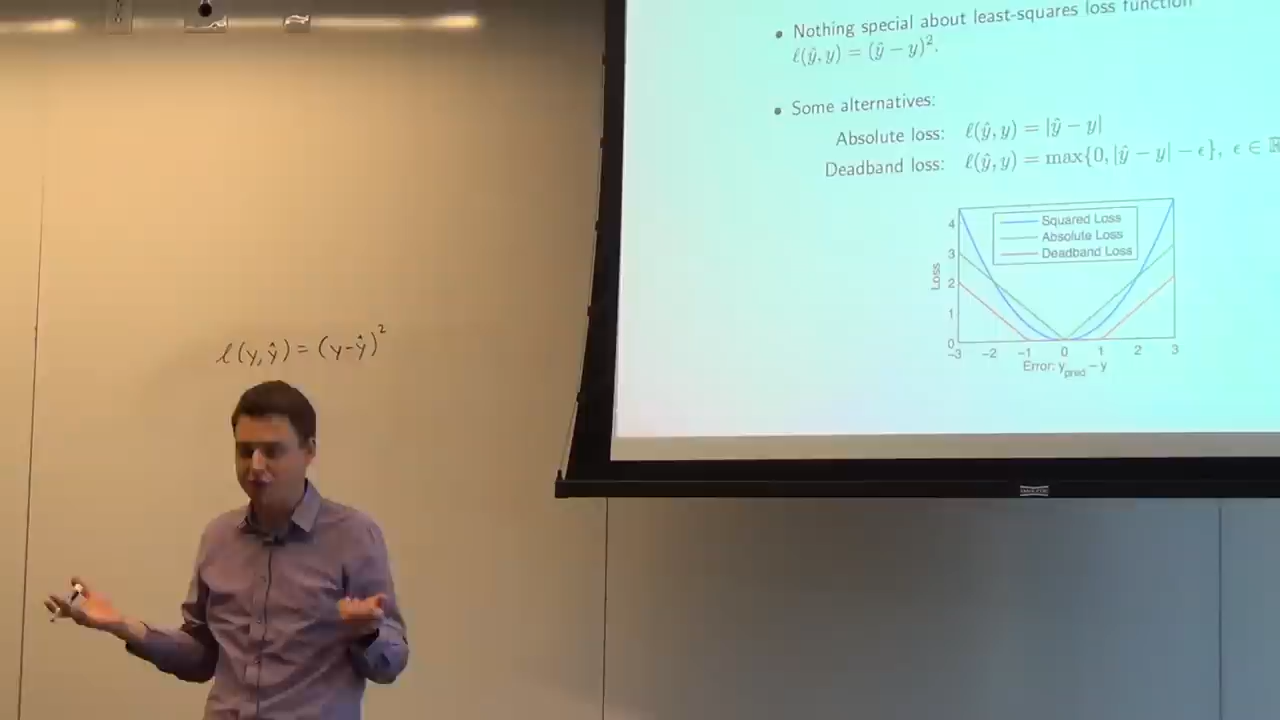 • Nothing special about least-squares loss function
ℓ(ŷ, y) = (ŷ − y)².
• Some alternatives:
Absolute loss: ℓ(ŷ, y) = |ŷ − y|
Deadband loss: ℓ(ŷ, y) = max{0, |ŷ − y| − ϵ}, ϵ ∈ ℝ
Squared Loss
Absolute Loss
Deadband Loss
Loss
4
3
2
1
0
−3 −2 −1 0 1 2 3
Error: y_pred − y
ℓ(y, ŷ) = (y-ŷ)²